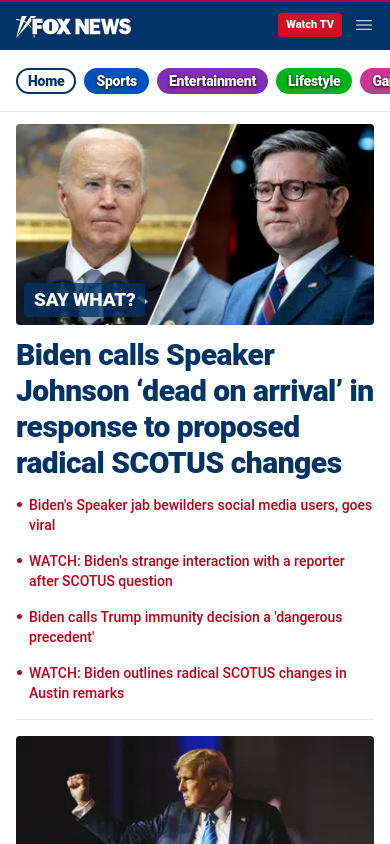 FOX NEWS
Watch TV
Home
Sports
Entertainment
Lifestyle
Ga
SAY WHAT?
Biden calls Speaker
Johnson ‘dead on arrival’ in
response to proposed
radical SCOTUS changes
• Biden's Speaker jab bewilders social media users, goes
viral
• WATCH: Biden's strange interaction with a reporter
after SCOTUS question
• Biden calls Trump immunity decision a 'dangerous
precedent'
• WATCH: Biden outlines radical SCOTUS changes in
Austin remarks